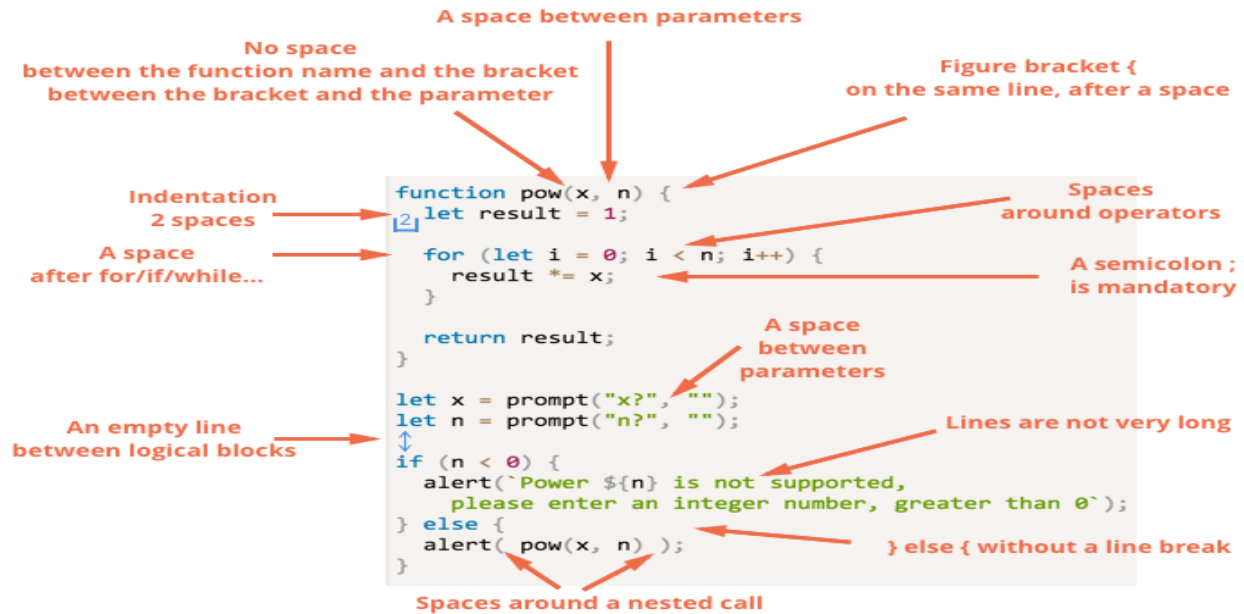 A space between parameters
No space
between the function name and the bracket
between the bracket and the parameter
Figure bracket {
on the same line, after a space
Indentation
2 spaces
A space
after for/if/while...
Spaces
around operators
A semicolon ;
is mandatory
function pow(x, n) {
2
let result = 1;
for (let i = 0; i < n; i++) {
result *= x;
}
return result;
}
A space
between
parameters
let x = prompt("x?", "");
let n = prompt("n?", "");
An empty line
between logical blocks
Lines are not very long
if (n < 0) {
alert(`Power ${n} is not supported,
please enter an integer number, greater than 0`);
} else {
alert( pow(x, n) );
}
} else { without a line break
Spaces around a nested call